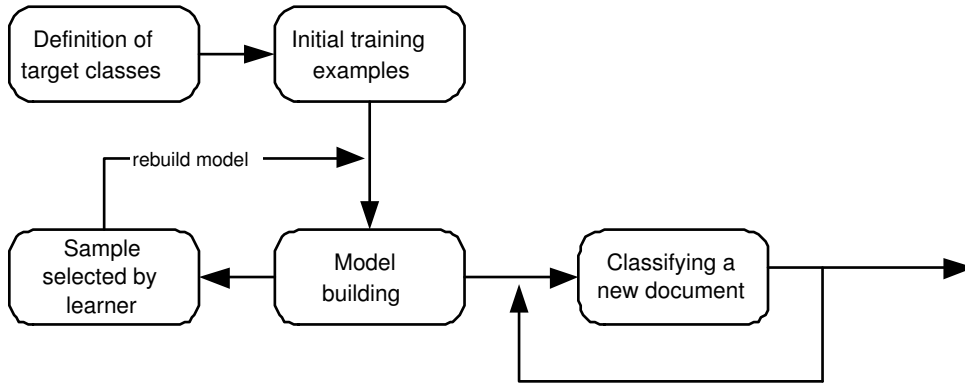 Definition of
target classes
Initial training
examples
rebuild model
Sample
selected by
learner
Model
building
Classifying a
new document